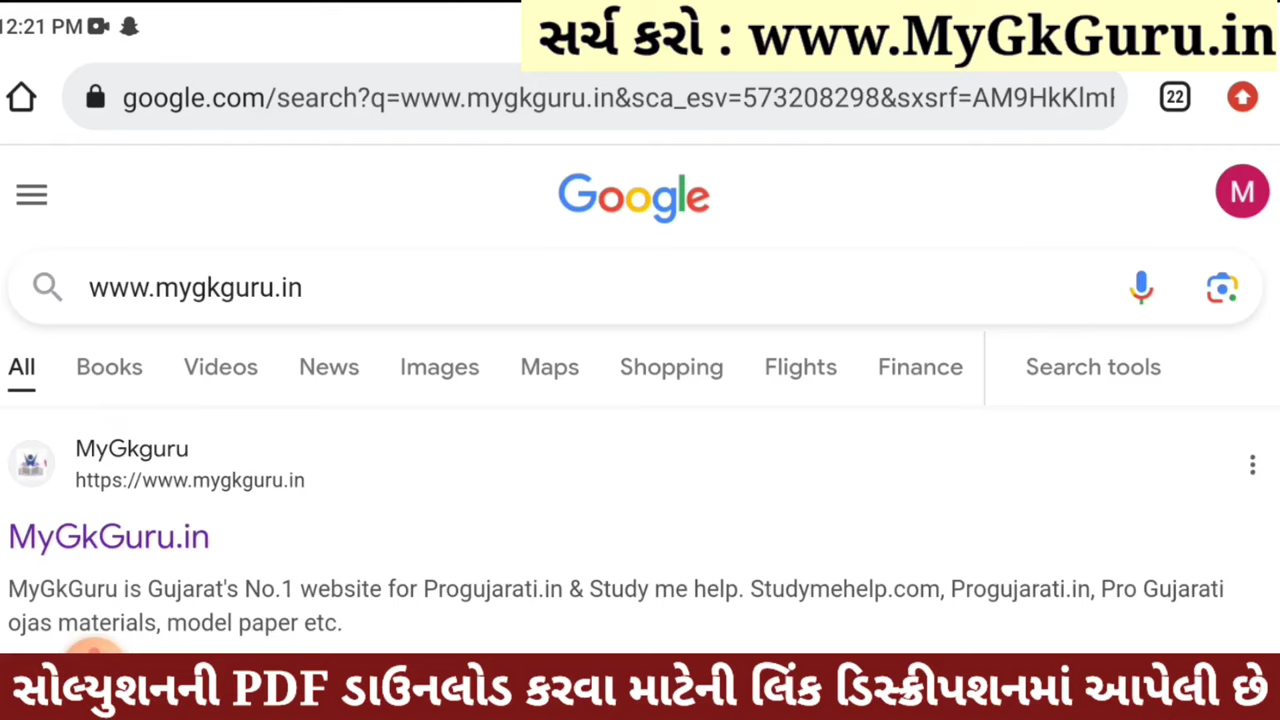 12:21 PM
સર્ચ કરો : www.MyGkGuru.in
google.com/search?q=www.mygkguru.in&sca_esv=573208298&sxsrf=AM9HkKlmF
22
Google
M
www.mygkguru.in
All Books Videos News Images Maps Shopping Flights Finance Search tools
MyGkguru
https://www.mygkguru.in
MyGkGuru.in
MyGkGuru is Gujarat's No.1 website for Progujarati.in & Study me help. Studymehelp.com, Progujarati.in, Pro Gujarati
ojas materials, model paper etc.
સોલ્યુશનની PDF ડાઉનલોડ કરવા માટેની લિંક ડિસ્ક્રીપશનમાં આપેલી છે